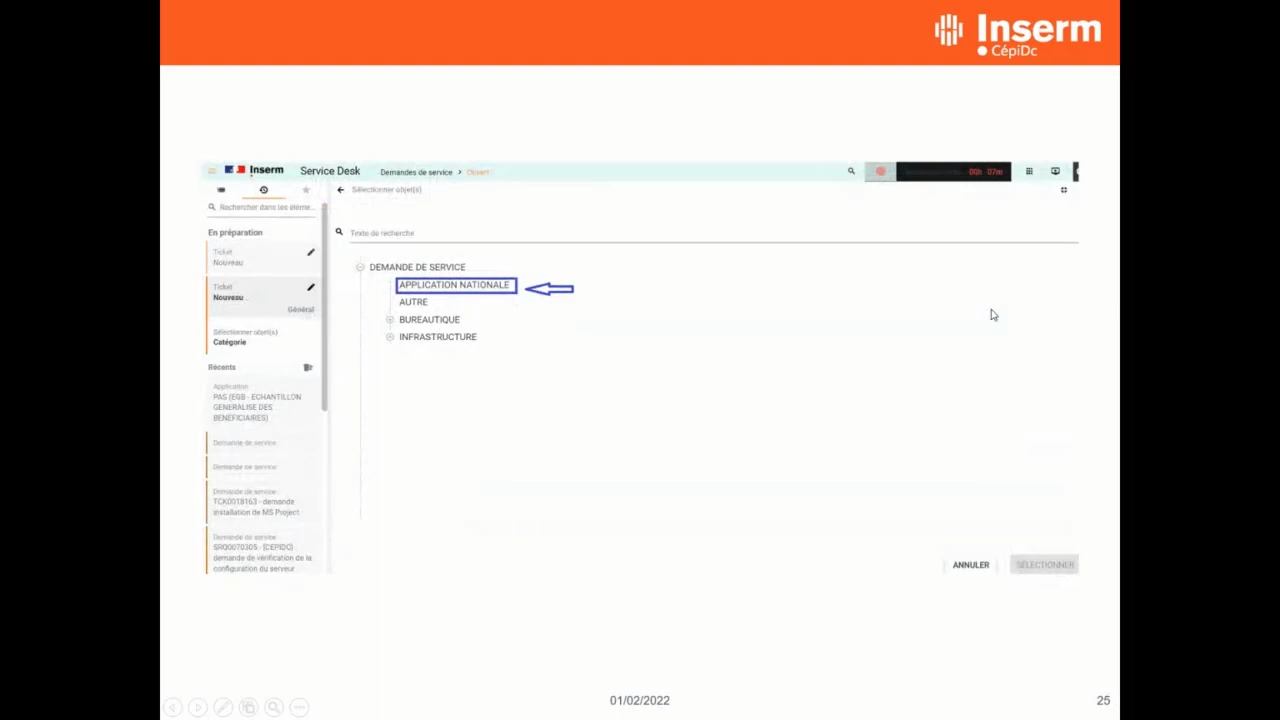 Inserm
CépiDc
Inserm
Service Desk
Demandes de service > Ouvert
00h 07m
Sélectionner objet(s)
Rechercher dans les éléme...
En préparation
Ticket
Nouveau
Ticket
Nouveau
Général
Sélectionner objet(s)
Catégorie
Récents
Application
PAS (EGB - ECHANTILLON
GENERALISE DES
BENEFICIAIRES)
Demande de service
Demande de service
Demande de service
TCK0018163 - demande
installation de MS Project
Demande de service
SR00070305 - [CEPIDC]
demande de vérification de la
configuration du serveur
Texte de recherche
DEMANDE DE SERVICE
APPLICATION NATIONALE
AUTRE
BUREAUTIQUE
INFRASTRUCTURE
ANNULER
SÉLECTIONNER
01/02/2022
25